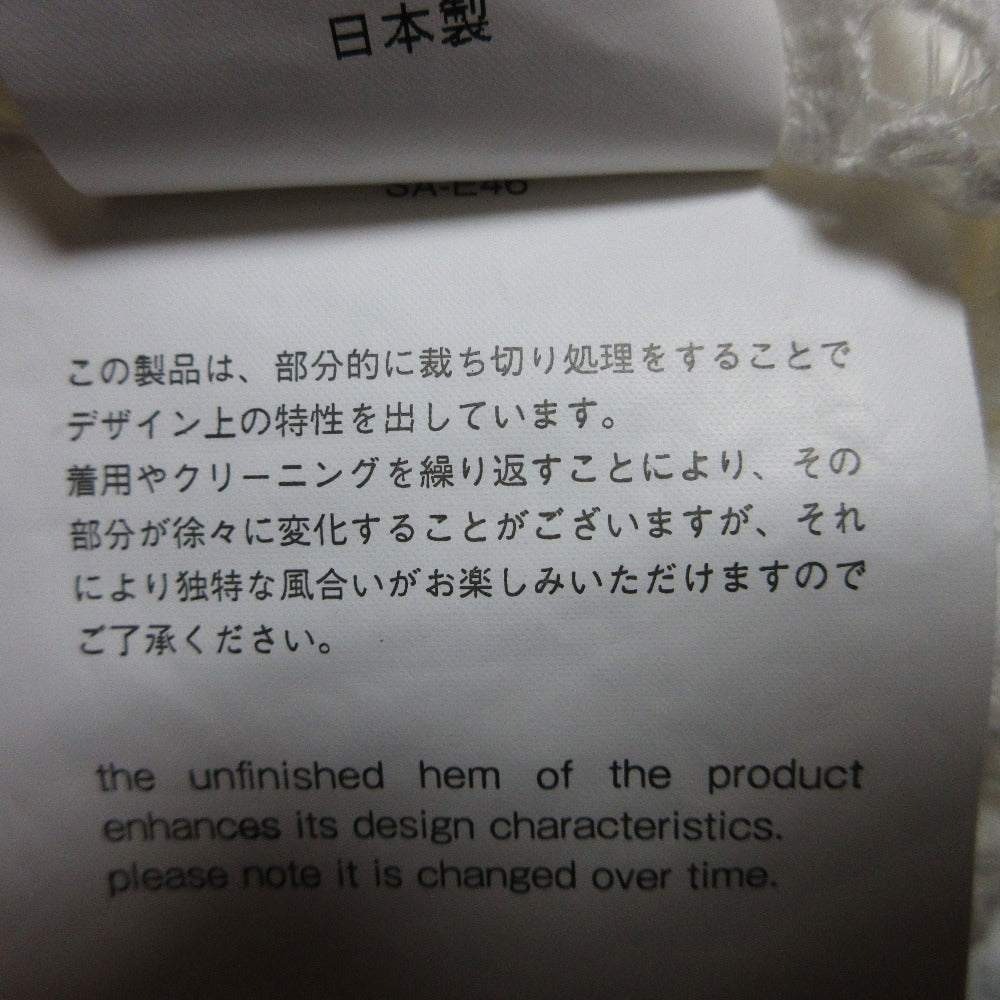 日本製
SA-E46
この製品は、部分的に裁ち切り処理をすることで
デザイン上の特性を出しています。
着用やクリーニングを繰り返すことにより、その
部分が徐々に変化することがございますが、それ
により独特な風合いがお楽しみいただけますので
ご了承ください。
the unfinished hem of the product
enhances its design characteristics.
please note it is changed over time.